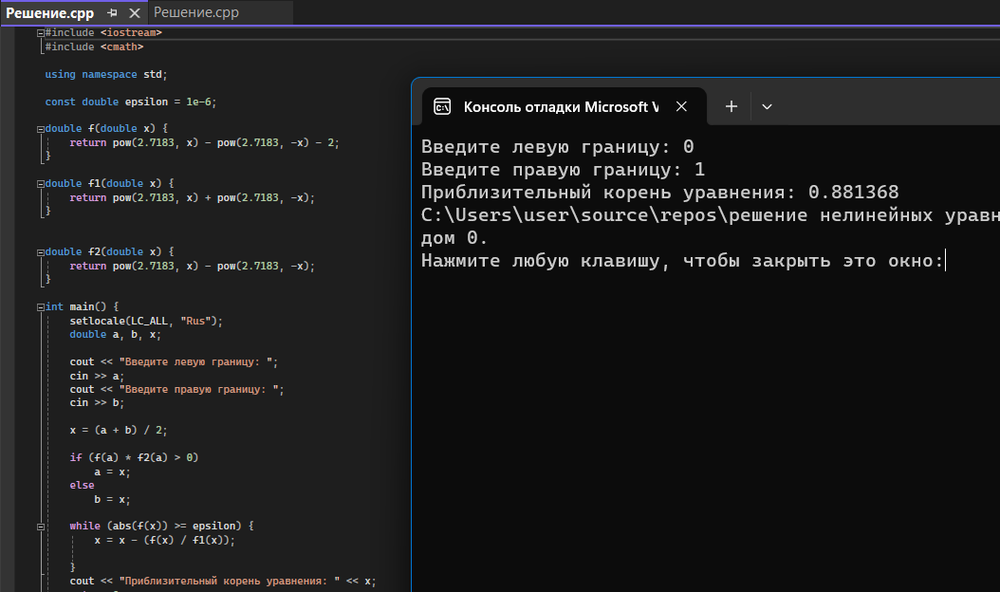 Решение.cpp
Решение.cpp
#include <iostream>
#include <cmath>
using namespace std;
const double epsilon = 1e-6;
double f(double x) {
return pow(2.7183, x) - pow(2.7183, -x) - 2;
}
double f1(double x) {
return pow(2.7183, x) + pow(2.7183, -x);
}
double f2(double x) {
return pow(2.7183, x) - pow(2.7183, -x);
}
int main() {
setlocale(LC_ALL, "Rus");
double a, b, x;
cout << "Введите левую границу: ";
cin >> a;
cout << "Введите правую границу: ";
cin >> b;
x = (a + b) / 2;
if (f(a) * f2(a) > 0)
a = x;
else
b = x;
while (abs(f(x)) >= epsilon) {
x = x - (f(x) / f1(x));
}
cout << "Приблизительный корень уравнения: " << x;
Консоль отладки Microsoft V
Введите левую границу: 0
Введите правую границу: 1
Приблизительный корень уравнения: 0.881368
C:\Users\user\source\repos\решение нелинейных уравн
дом 0.
Нажмите любую клавишу, чтобы закрыть это окно: